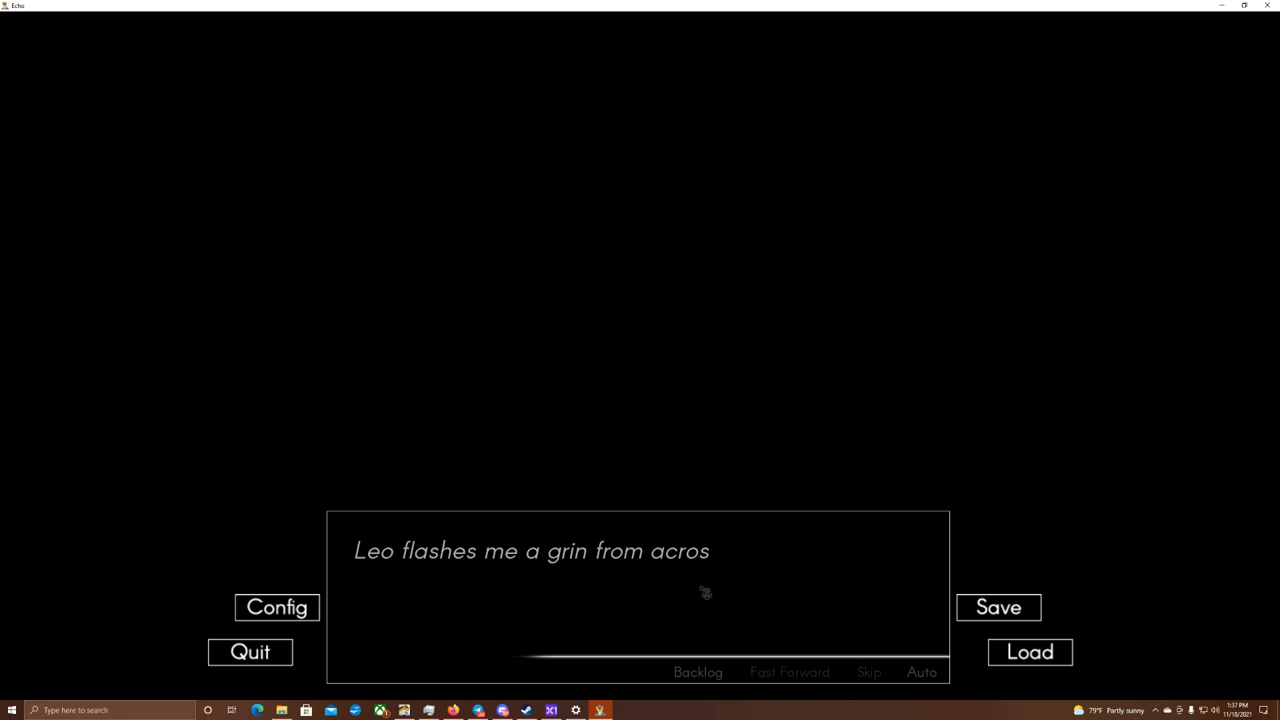 Echo
Leo flashes me a grin from acros
Config
Save
Quit
Load
Backlog
Fast Forward
Skip
Auto
Type here to search
79°F Partly sunny
1:37 PM
11/18/2021